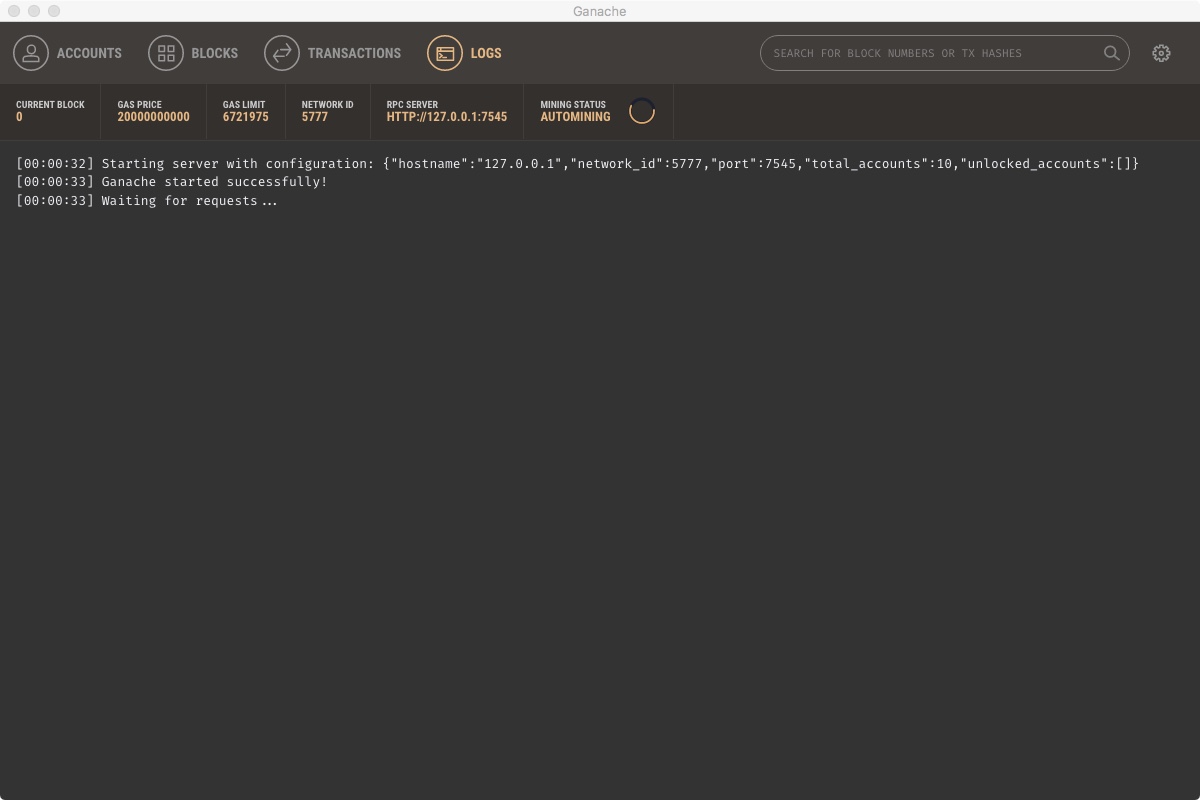 Ganache
ACCOUNTS BLOCKS TRANSACTIONS LOGS SEARCH FOR BLOCK NUMBERS OR TX HASHES
CURRENT BLOCK GAS PRICE GAS LIMIT NETWORK ID RPC SERVER MINING STATUS
0 20000000000 6721975 5777 HTTP://127.0.0.1:7545 AUTOMINING
[00:00:32] Starting server with configuration: {"hostname":"127.0.0.1","network_id":5777,"port":7545,"total_accounts":10,"unlocked_accounts":[]}
[00:00:33] Ganache started successfully!
[00:00:33] Waiting for requests...